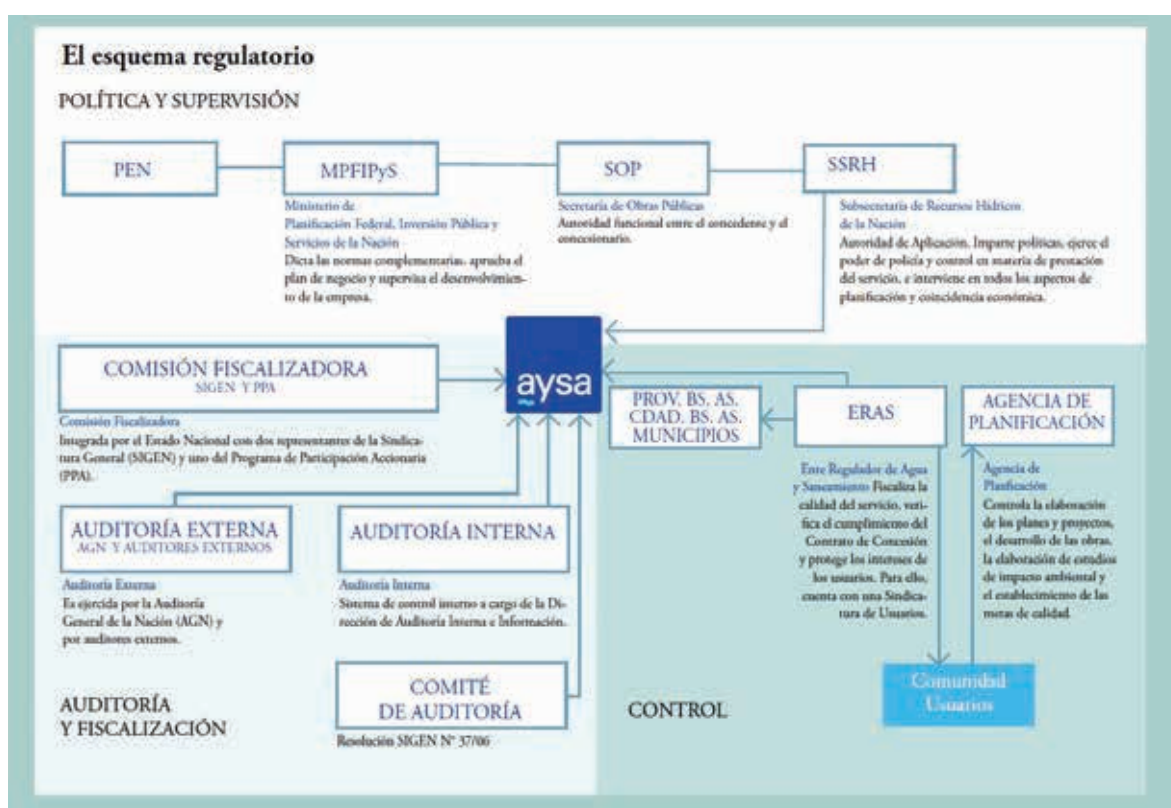 El esquema regulatorio
POLÍTICA Y SUPERVISIÓN
PEN
MPFIPyS
Ministerio de
Planificación Federal, Inversión Pública y
Servicios de la Nación
Dicta las normas complementarias, aprueba el
plan de negocio y supervisa el desenvolvimien-
to de la empresa.
SOP
Secretaría de Obras Públicas
Autoridad funcional entre el concedente y el
concesionario.
SSRH
Subsecretaría de Recursos Hídricos
de la Nación
Autoridad de Aplicación. Imparte políticas, ejerce el
poder de policía y control en materia de prestación
del servicio, e interviene en todos los aspectos de
planificación y coincidencia económica.
aysa
COMISIÓN FISCALIZADORA
SIGEN Y PPA
Comisión Fiscalizadora
Integrada por el Estado Nacional con dos representantes de la Sindica-
tura General (SIGEN) y uno del Programa de Participación Accionaria
(PPA).
AUDITORÍA EXTERNA
AGN Y AUDITORES EXTERNOS
Auditoría Externa
Es ejercida por la Auditoría
General de la Nación (AGN) y
por auditores externos.
AUDITORÍA INTERNA
Auditoría Interna
Sistema de control interno a cargo de la Di-
rección de Auditoría Interna e Información.
COMITÉ
DE AUDITORÍA
Resolución SIGEN Nº 37/06
AUDITORÍA
Y FISCALIZACIÓN
PROV. BS. AS.
CDAD. BS. AS.
MUNICIPIOS
ERAS
Ente Regulador de Agua
y Saneamiento Fiscaliza la
calidad del servicio, veri-
fica el cumplimiento del
Contrato de Concesión
y protege los intereses de
los usuarios. Para ello,
cuenta con una Sindica-
tura de Usuarios.
AGENCIA DE
PLANIFICACIÓN
Agencia de
Planificación
Controla la elaboración
de los planes y proyectos,
el desarrollo de las obras,
la elaboración de estudios
de impacto ambiental y
el establecimiento de las
metas de calidad.
Comunidad
Usuarios
CONTROL